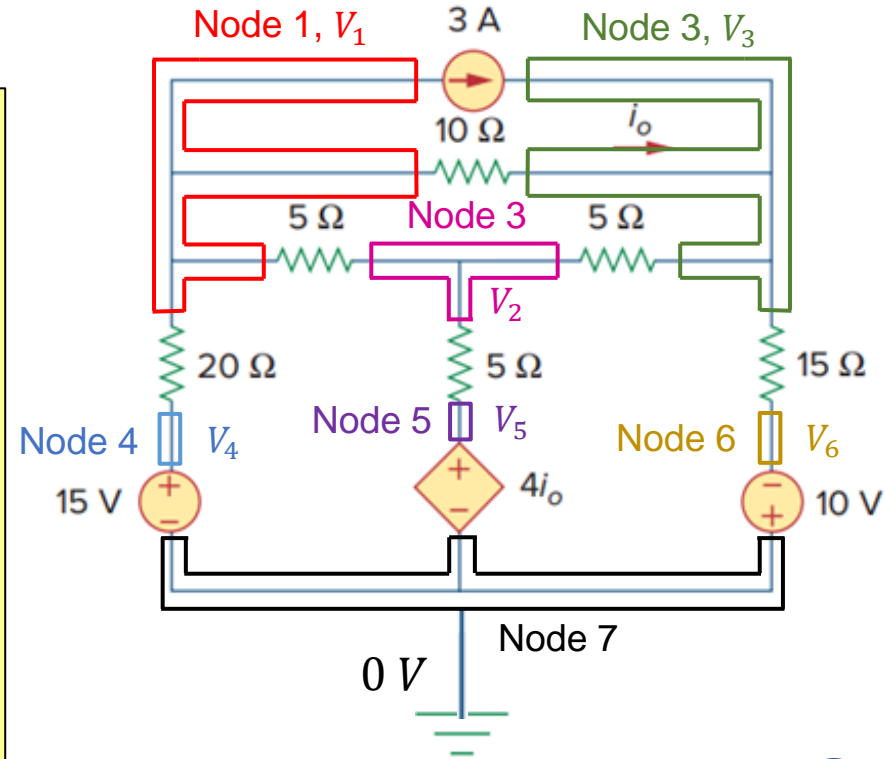 3 A
Node 1, V₁
Node 3, V₃
iₒ
10 Ω
5 Ω
Node 3
5 Ω
V₂
20 Ω
5 Ω
15 Ω
Node 4 V₄
Node 5 V₅
Node 6 V₆
+
+
−
15 V
−
4iₒ
−
+
10 V
Node 7
0 V